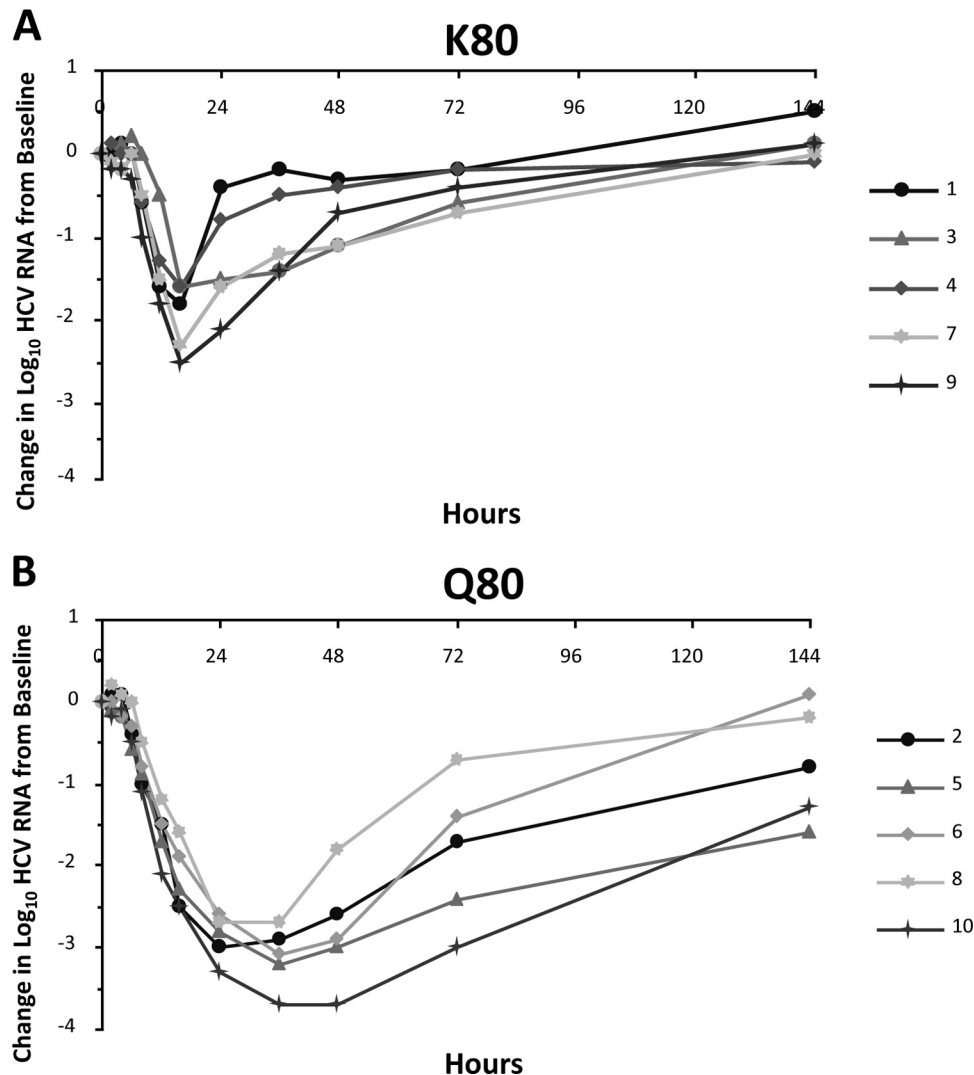 A
K80
Change in Log10 HCV RNA from Baseline
1
0
-1
-2
-3
-4
0 24 48 72 96 120 144
Hours
1
3
4
7
9
B
Q80
Change in Log10 HCV RNA from Baseline
1
0
-1
-2
-3
-4
0 24 48 72 96 120 144
Hours
2
5
6
8
10